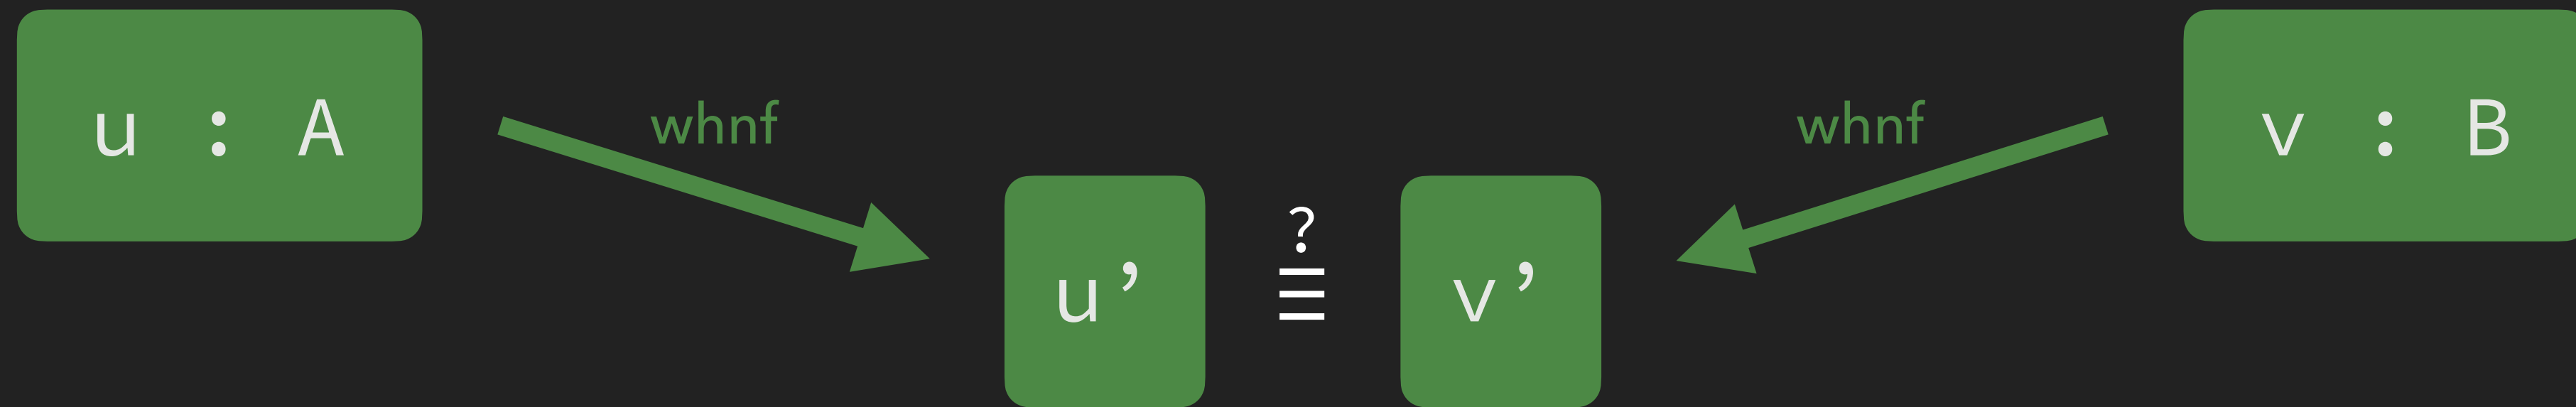 u : A
whnf
whnf
v : B
u’
?
≡
v’